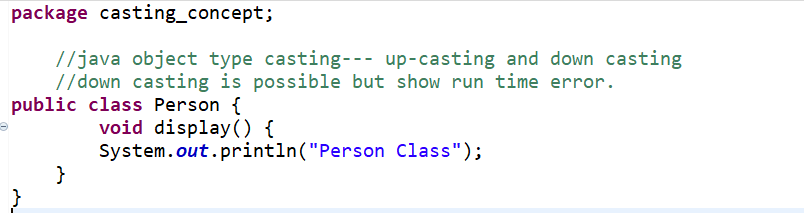 package casting_concept;
//java object type casting--- up-casting and down casting
//down casting is possible but show run time error.
public class Person {
void display() {
System.out.println("Person Class");
}
}